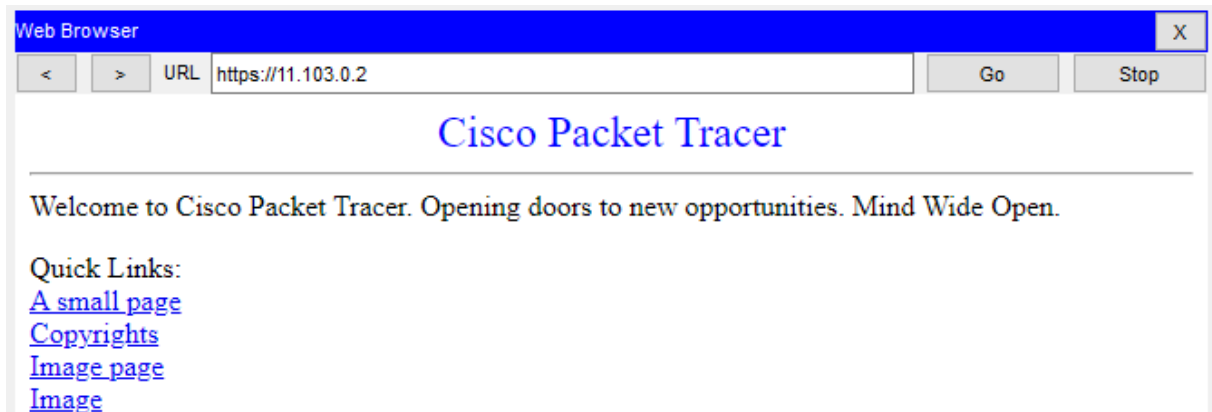 Web Browser X
< > URL https://11.103.0.2 Go Stop
Cisco Packet Tracer
Welcome to Cisco Packet Tracer. Opening doors to new opportunities. Mind Wide Open.
Quick Links:
A small page
Copyrights
Image page
Image